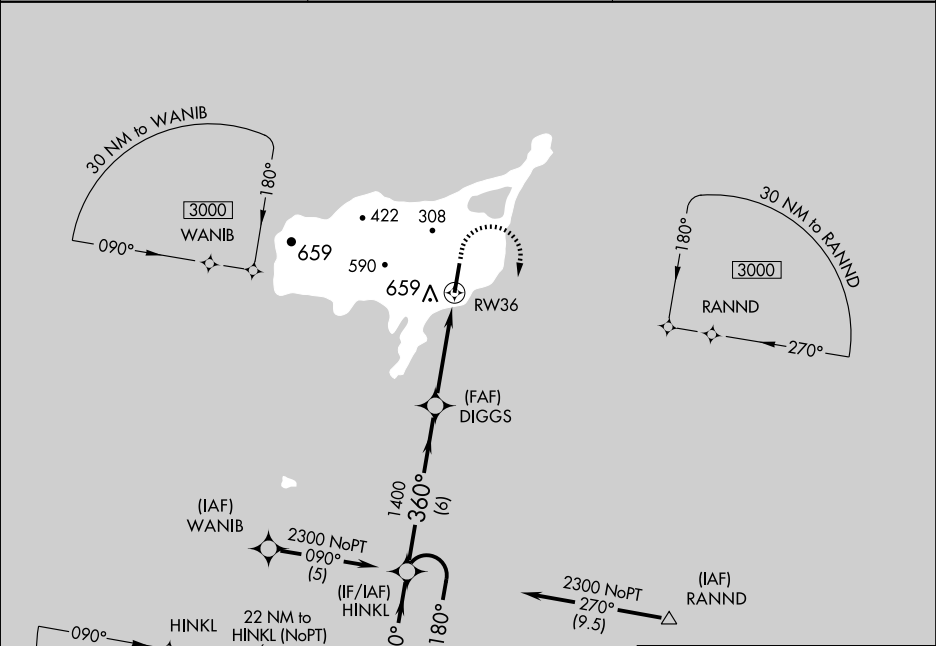 30 NM to WANIB
180°
3000
WANIB
090°
422
308
659
590
659
RW36
30 NM to RANND
180°
3000
RANND
270°
(FAF)
DIGGS
1400
360°
(6)
(IAF)
WANIB
2300 NoPT
090°
(5)
(IF/IAF)
HINKL
180°
0°
2300 NoPT
270°
(9.5)
(IAF)
RANND
090°
HINKL
22 NM to
HINKL (NoPT)